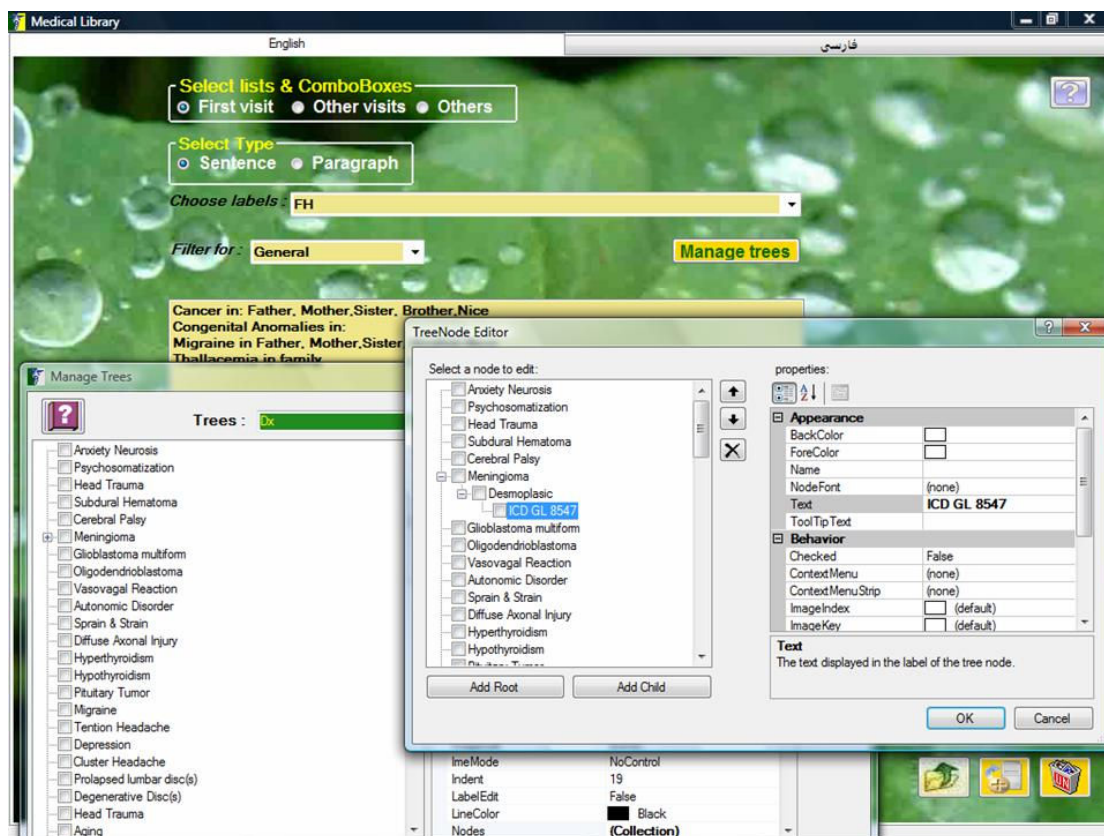 Medical Library
English
فارسی
Select lists & ComboBoxes
First visit Other visits Others
Select Type
Sentence Paragraph
Choose labels : FH
Filter for : General
Manage trees
Cancer in: Father, Mother,Sister, Brother,Nice
Congenital Anomalies in:
Migraine in Father, Mother,Sister
Thallacemia in family
Manage Trees
Trees : Dx
Anxiety Neurosis
Psychosomatization
Head Trauma
Subdural Hematoma
Cerebral Palsy
Meningioma
Glioblastoma multiform
Oligodendrioblastoma
Vasovagal Reaction
Autonomic Disorder
Sprain & Strain
Diffuse Axonal Injury
Hyperthyroidism
Hypothyroidism
Pituitary Tumor
Migraine
Tention Headache
Depression
Cluster Headache
Prolapsed lumbar disc(s)
Degenerative Disc(s)
Head Trauma
Aging
TreeNode Editor
Select a node to edit:
Anxiety Neurosis
Psychosomatization
Head Trauma
Subdural Hematoma
Cerebral Palsy
Meningioma
Desmoplasic
ICD GL 8547
Glioblastoma multiform
Oligodendrioblastoma
Vasovagal Reaction
Autonomic Disorder
Sprain & Strain
Diffuse Axonal Injury
Hyperthyroidism
Hypothyroidism
Pituitary Tumor
Add Root Add Child
properties:
Appearance
BackColor
ForeColor
Name
NodeFont (none)
Text ICD GL 8547
ToolTipText
Behavior
Checked False
ContextMenu (none)
ContextMenuStrip (none)
ImageIndex (default)
ImageKey (default)
Text
The text displayed in the label of the tree node.
OK Cancel
ImeMode NoControl
Indent 19
LabelEdit False
LineColor Black
Nodes (Collection)